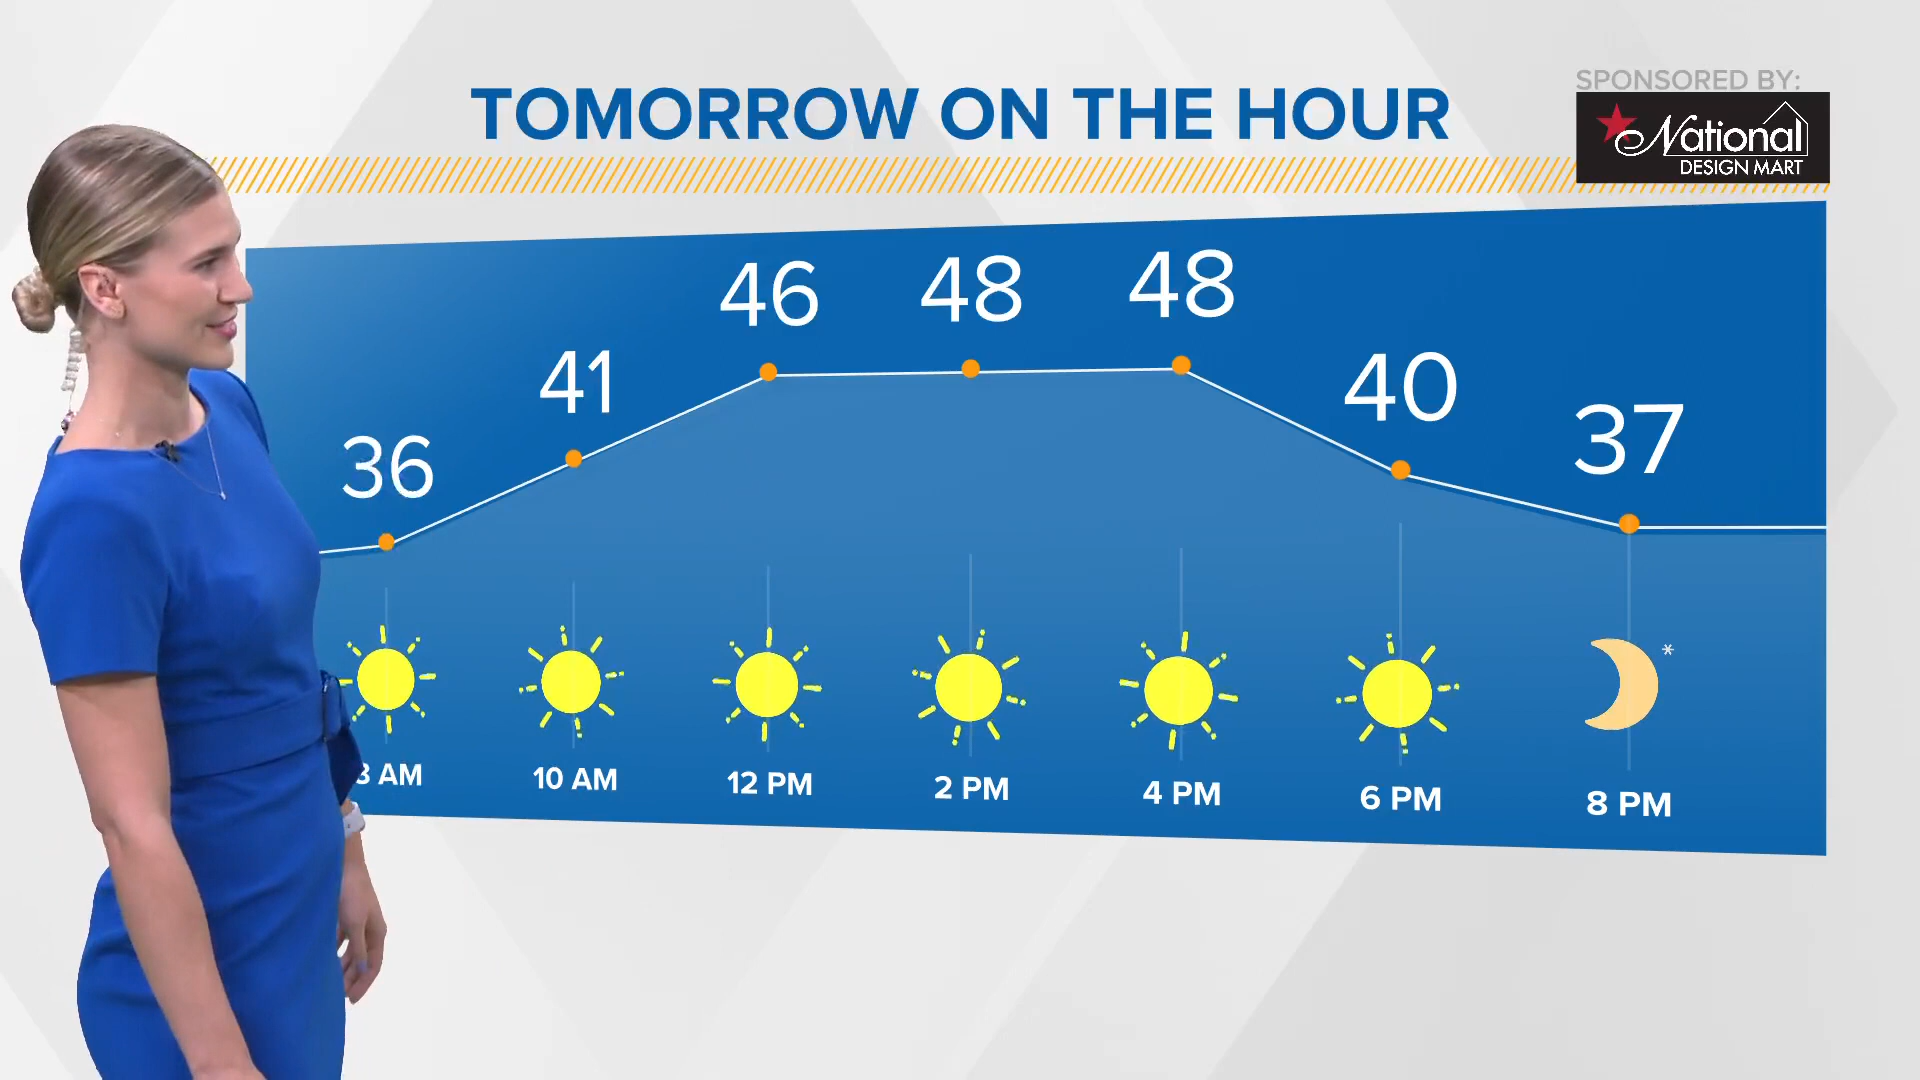 TOMORROW ON THE HOUR
SPONSORED BY:
National
DESIGN MART
36
41
46
48
48
40
37
8 AM
10 AM
12 PM
2 PM
4 PM
6 PM
8 PM